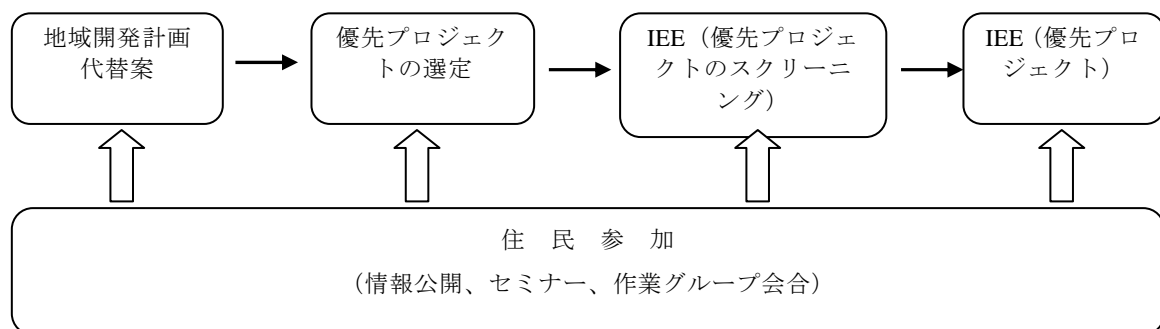 地域開発計画
代替案
優先プロジェク
トの選定
IEE（優先プロジェ
クトのスクリーニ
ング）
IEE（優先プロ
ジェクト）
住 民 参 加
（情報公開、セミナー、作業グループ会合）